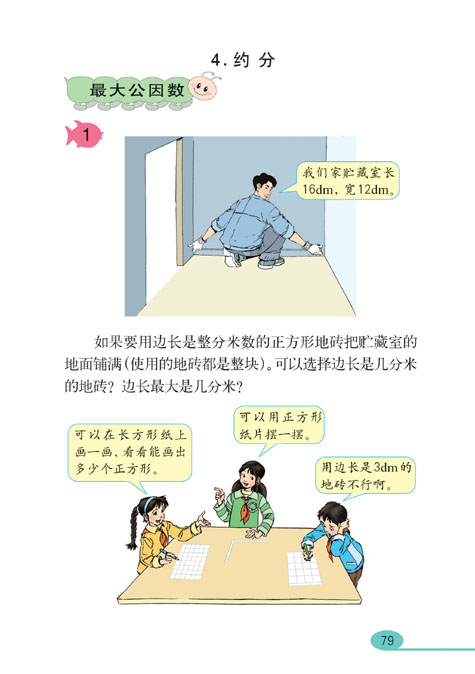 4.约 分
最大公因数
1
我们家贮藏室长
16dm，宽12dm。
如果要用边长是整分米数的正方形地砖把贮藏室的
地面铺满(使用的地砖都是整块)。可以选择边长是几分米
的地砖？边长最大是几分米？
可以在长方形纸上
画一画，看看能画出
多少个正方形。
可以用正方形
纸片摆一摆。
用边长是3dm的
地砖不行啊。
79